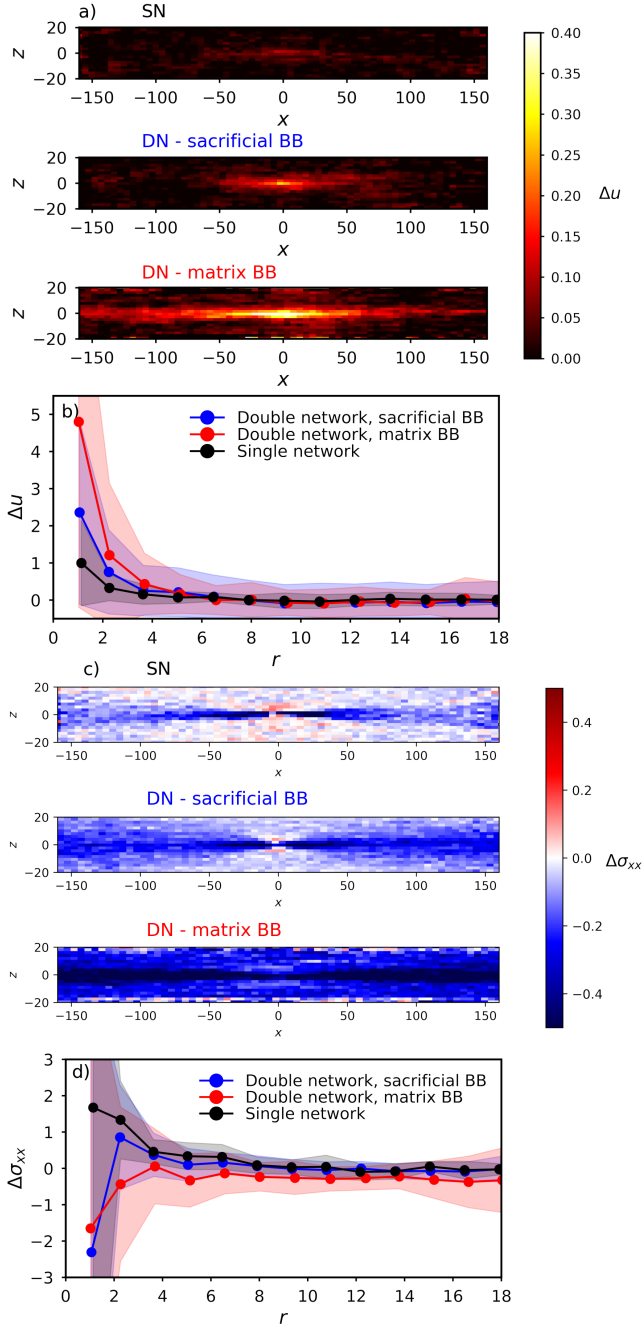 a) SN
20
0
−20
z
−150 −100 −50 0 50 100 150
x
DN - sacrificial BB
20
0
−20
z
−150 −100 −50 0 50 100 150
x
DN - matrix BB
20
0
−20
z
−150 −100 −50 0 50 100 150
x
0.40
0.35
0.30
0.25
0.20
0.15
0.10
0.05
0.00
Δu
b)
Double network, sacrificial BB
Double network, matrix BB
Single network
5
4
3
2
1
0
Δu
0 2 4 6 8 10 12 14 16 18
r
c) SN
20
0
−20
z
−150 −100 −50 0 50 100 150
x
DN - sacrificial BB
20
0
−20
z
−150 −100 −50 0 50 100 150
x
DN - matrix BB
20
0
−20
z
−150 −100 −50 0 50 100 150
x
0.4
0.2
0.0
−0.2
−0.4
Δσxx
d)
Double network, sacrificial BB
Double network, matrix BB
Single network
3
2
1
0
−1
−2
−3
Δσxx
0 2 4 6 8 10 12 14 16 18
r